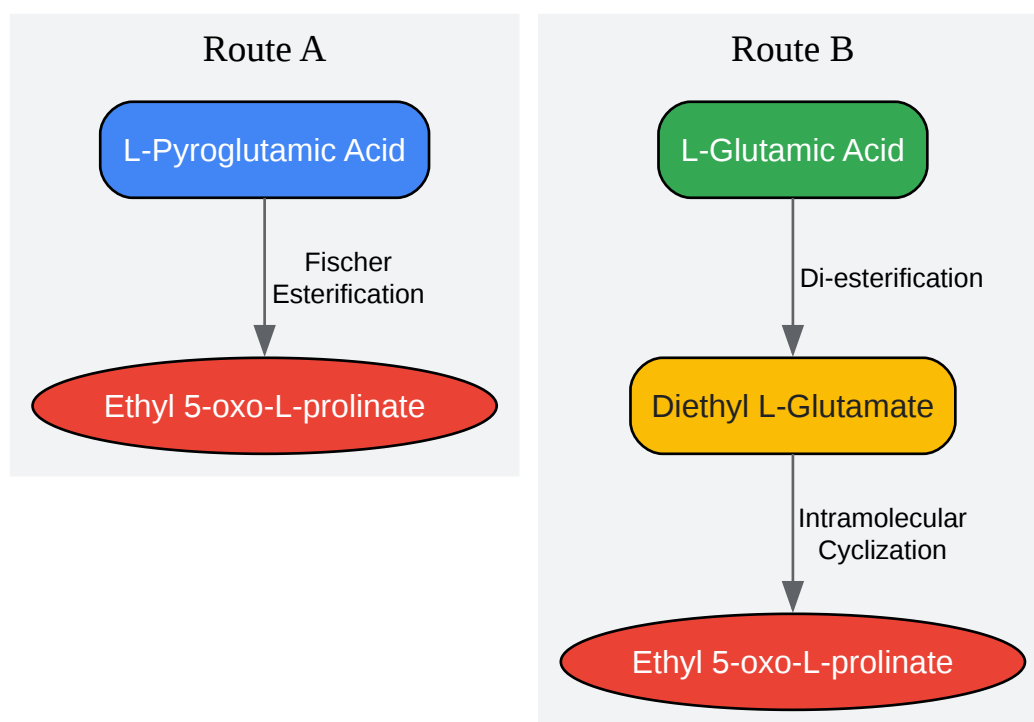 Route A
L-Pyroglutamic Acid
Fischer
Esterification
Ethyl 5-oxo-L-prolinate
Route B
L-Glutamic Acid
Di-esterification
Diethyl L-Glutamate
Intramolecular
Cyclization
Ethyl 5-oxo-L-prolinate